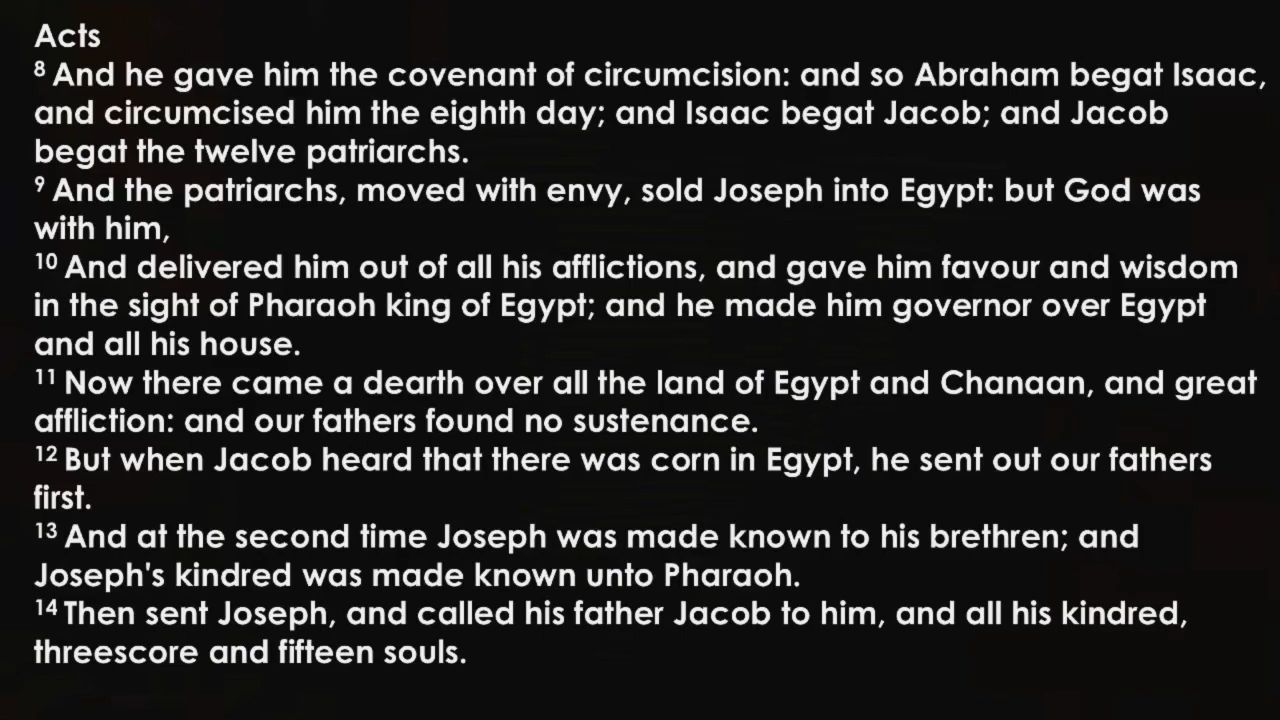 Acts
8 And he gave him the covenant of circumcision: and so Abraham begat Isaac,
and circumcised him the eighth day; and Isaac begat Jacob; and Jacob
begat the twelve patriarchs.
9 And the patriarchs, moved with envy, sold Joseph into Egypt: but God was
with him,
10 And delivered him out of all his afflictions, and gave him favour and wisdom
in the sight of Pharaoh king of Egypt; and he made him governor over Egypt
and all his house.
11 Now there came a dearth over all the land of Egypt and Chanaan, and great
affliction: and our fathers found no sustenance.
12 But when Jacob heard that there was corn in Egypt, he sent out our fathers
first.
13 And at the second time Joseph was made known to his brethren; and
Joseph's kindred was made known unto Pharaoh.
14 Then sent Joseph, and called his father Jacob to him, and all his kindred,
threescore and fifteen souls.